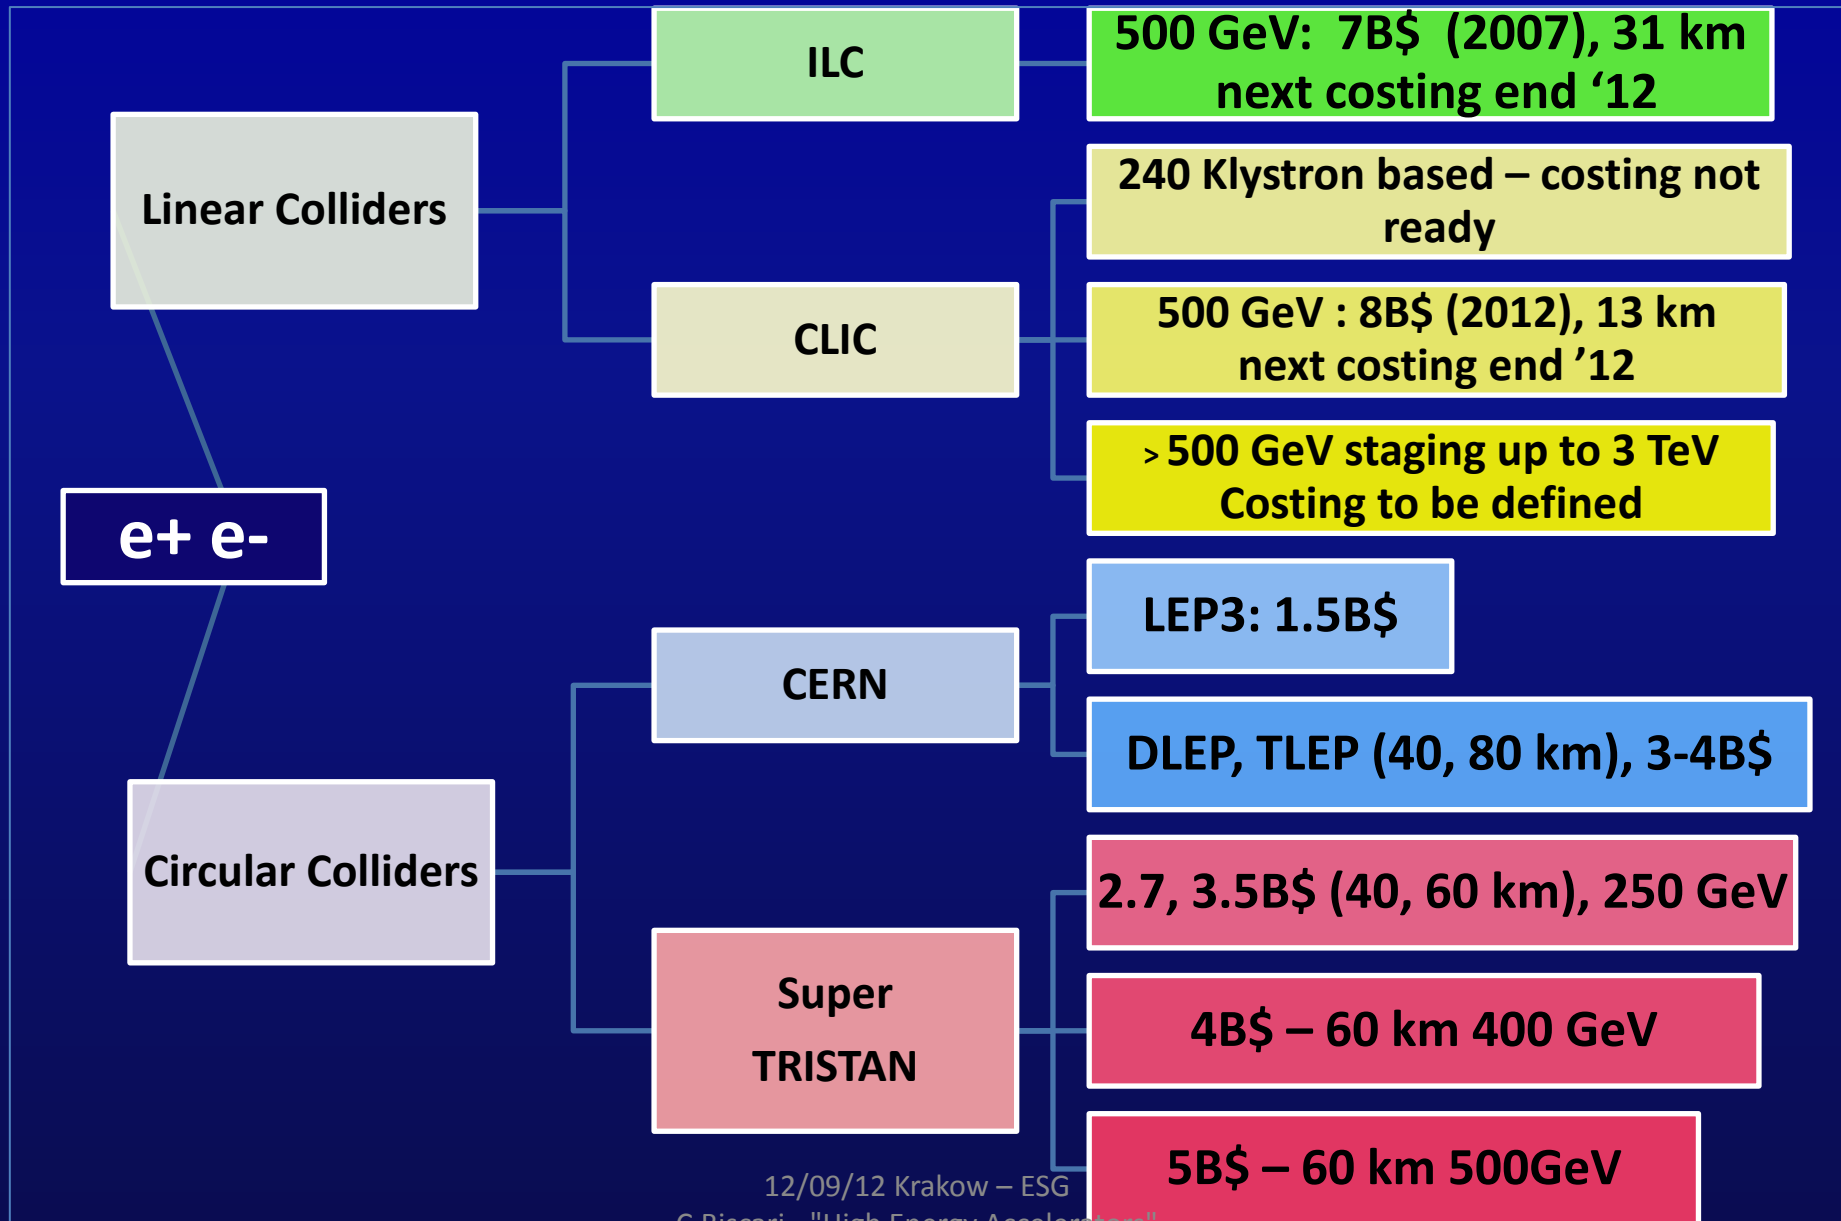 e+ e-
Linear Colliders
ILC
500 GeV:  7B$  (2007), 31 km
next costing end ‘12
CLIC
240 Klystron based – costing not
ready
500 GeV : 8B$ (2012), 13 km
next costing end ’12
> 500 GeV staging up to 3 TeV
Costing to be defined
Circular Colliders
CERN
LEP3: 1.5B$
DLEP, TLEP (40, 80 km), 3-4B$
Super
TRISTAN
2.7, 3.5B$ (40, 60 km), 250 GeV
4B$ – 60 km 400 GeV
5B$ – 60 km 500GeV
12/09/12 Krakow – ESG
C.Biscari - "High Energy Accelerators"